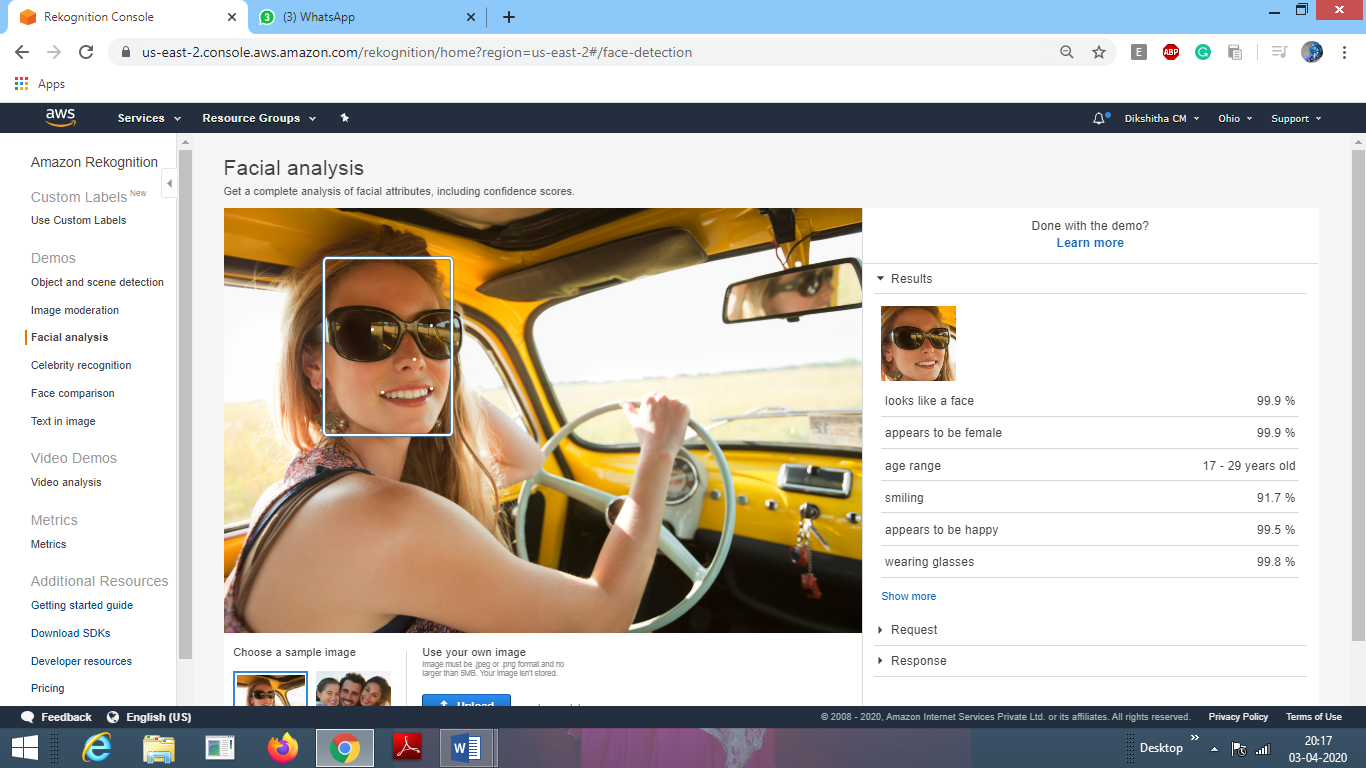 Rekognition Console
3 (3) WhatsApp
us-east-2.console.aws.amazon.com/rekognition/home?region=us-east-2#/face-detection
E ABP G
Apps
aws Services Resource Groups Dikshitha CM Ohio Support
Amazon Rekognition
Custom Labels New
Use Custom Labels
Demos
Object and scene detection
Image moderation
Facial analysis
Celebrity recognition
Face comparison
Text in image
Video Demos
Video analysis
Metrics
Metrics
Additional Resources
Getting started guide
Download SDKs
Developer resources
Pricing
Facial analysis
Get a complete analysis of facial attributes, including confidence scores.
Choose a sample image
Use your own image
Image must be .jpeg or .png format and no
larger than 5MB. Your image isn't stored.
Upload
Done with the demo?
Learn more
Results
looks like a face 99.9 %
appears to be female 99.9 %
age range 17 - 29 years old
smiling 91.7 %
appears to be happy 99.5 %
wearing glasses 99.8 %
Show more
Request
Response
Feedback English (US) © 2008 - 2020, Amazon Internet Services Private Ltd. or its affiliates. All rights reserved. Privacy Policy Terms of Use
Desktop 20:17
03-04-2020